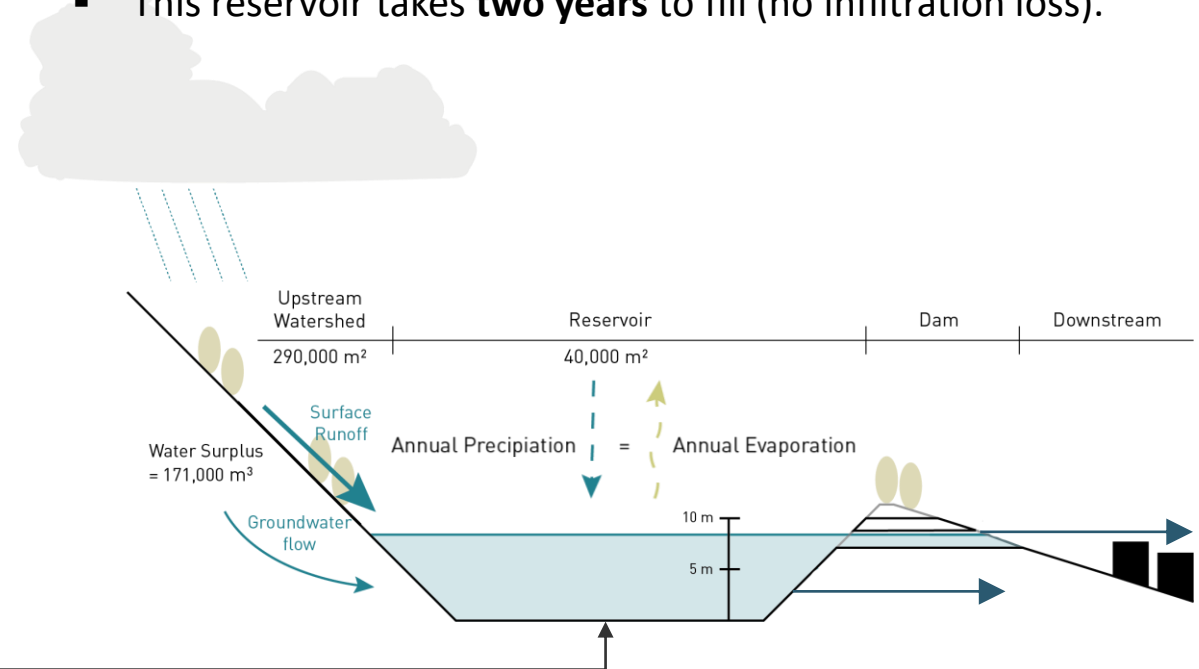 ▪ This reservoir takes two years to fill (no infiltration loss).
Upstream
Watershed
Reservoir
Dam
Downstream
290,000 m²
40,000 m²
Surface
Runoff
Annual Precipiation
=
Annual Evaporation
Water Surplus
= 171,000 m³
Groundwater
flow
10 m
5 m